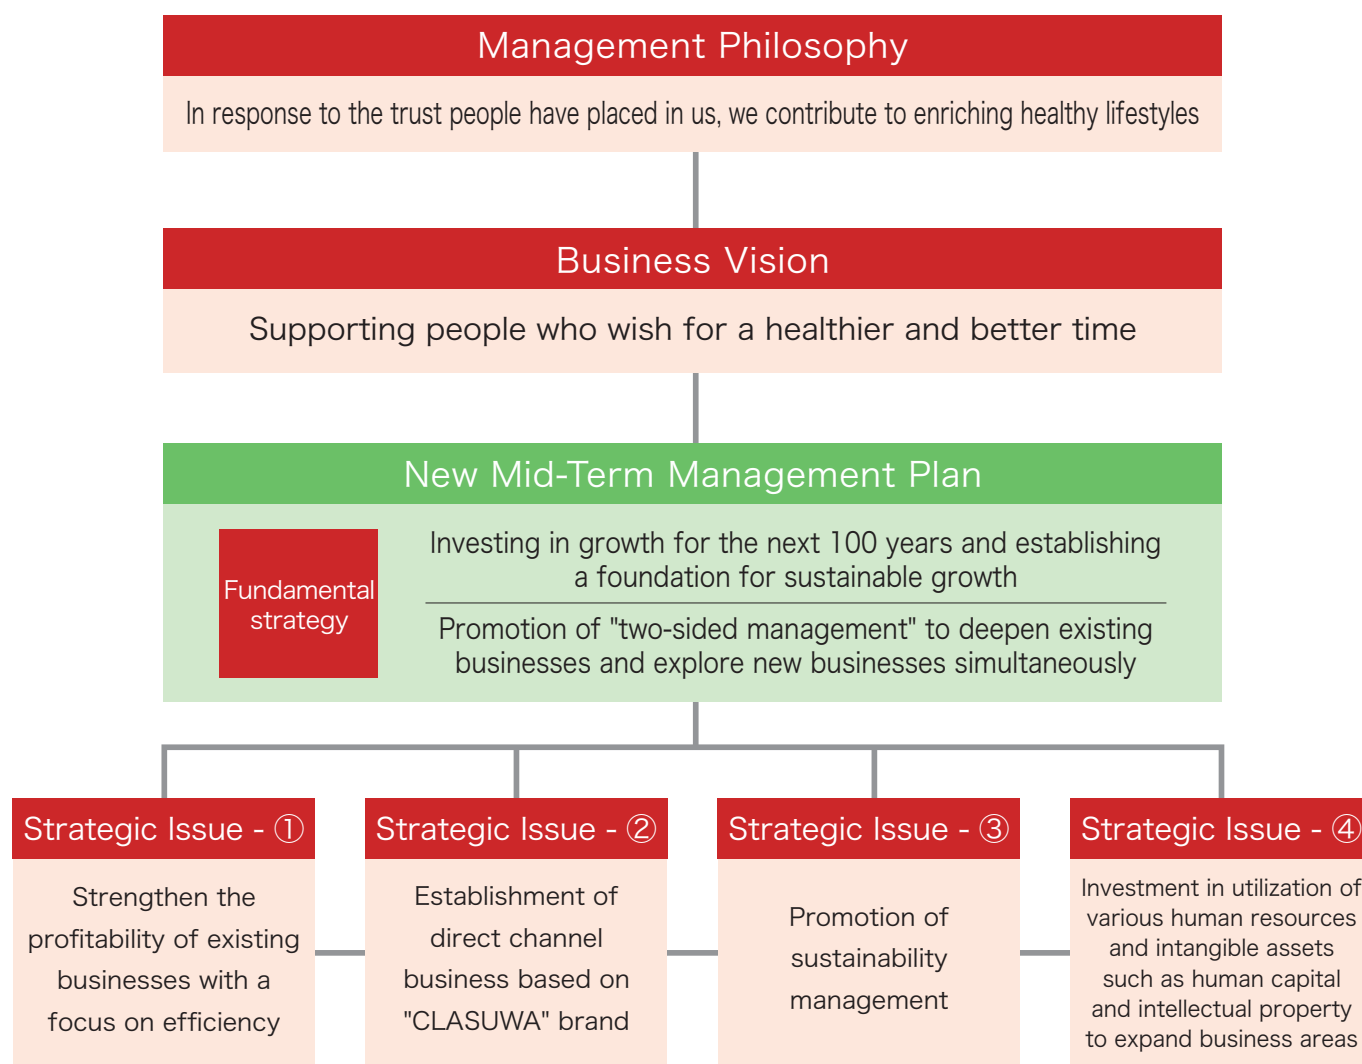 Management Philosophy
In response to the trust people have placed in us, we contribute to enriching healthy lifestyles
Business Vision
Supporting people who wish for a healthier and better time
New Mid-Term Management Plan
Fundamental
strategy
Investing in growth for the next 100 years and establishing
a foundation for sustainable growth
Promotion of "two-sided management" to deepen existing
businesses and explore new businesses simultaneously
Strategic Issue - ①
Strengthen the
profitability of existing
businesses with a
focus on efficiency
Strategic Issue - ②
Establishment of
direct channel
business based on
"CLASUWA" brand
Strategic Issue - ③
Promotion of
sustainability
management
Strategic Issue - ④
Investment in utilization of
various human resources
and intangible assets
such as human capital
and intellectual property
to expand business areas